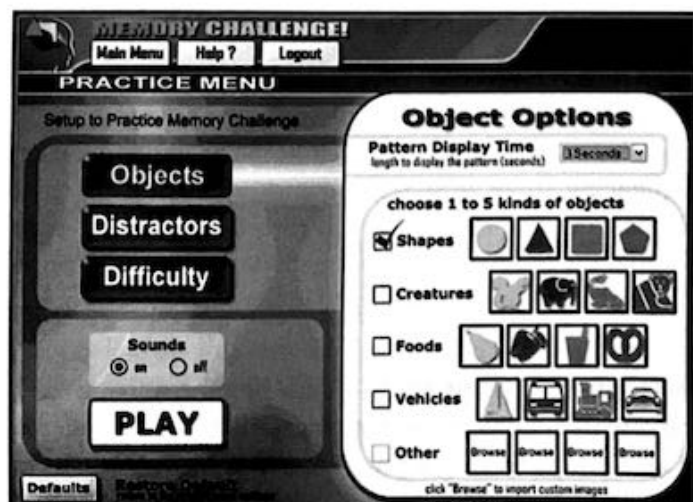 MEMORY CHALLENGE!
Main Menu Help ? Logout
PRACTICE MENU
Setup to Practice Memory Challenge
Objects
Distractors
Difficulty
Sounds
on off
PLAY
Defaults
Object Options
Pattern Display Time
length to display the pattern (seconds)
3 Seconds
choose 1 to 5 kinds of objects
Shapes
Creatures
Foods
Vehicles
Other Browse Browse Browse Browse
click "Browse" to import custom images